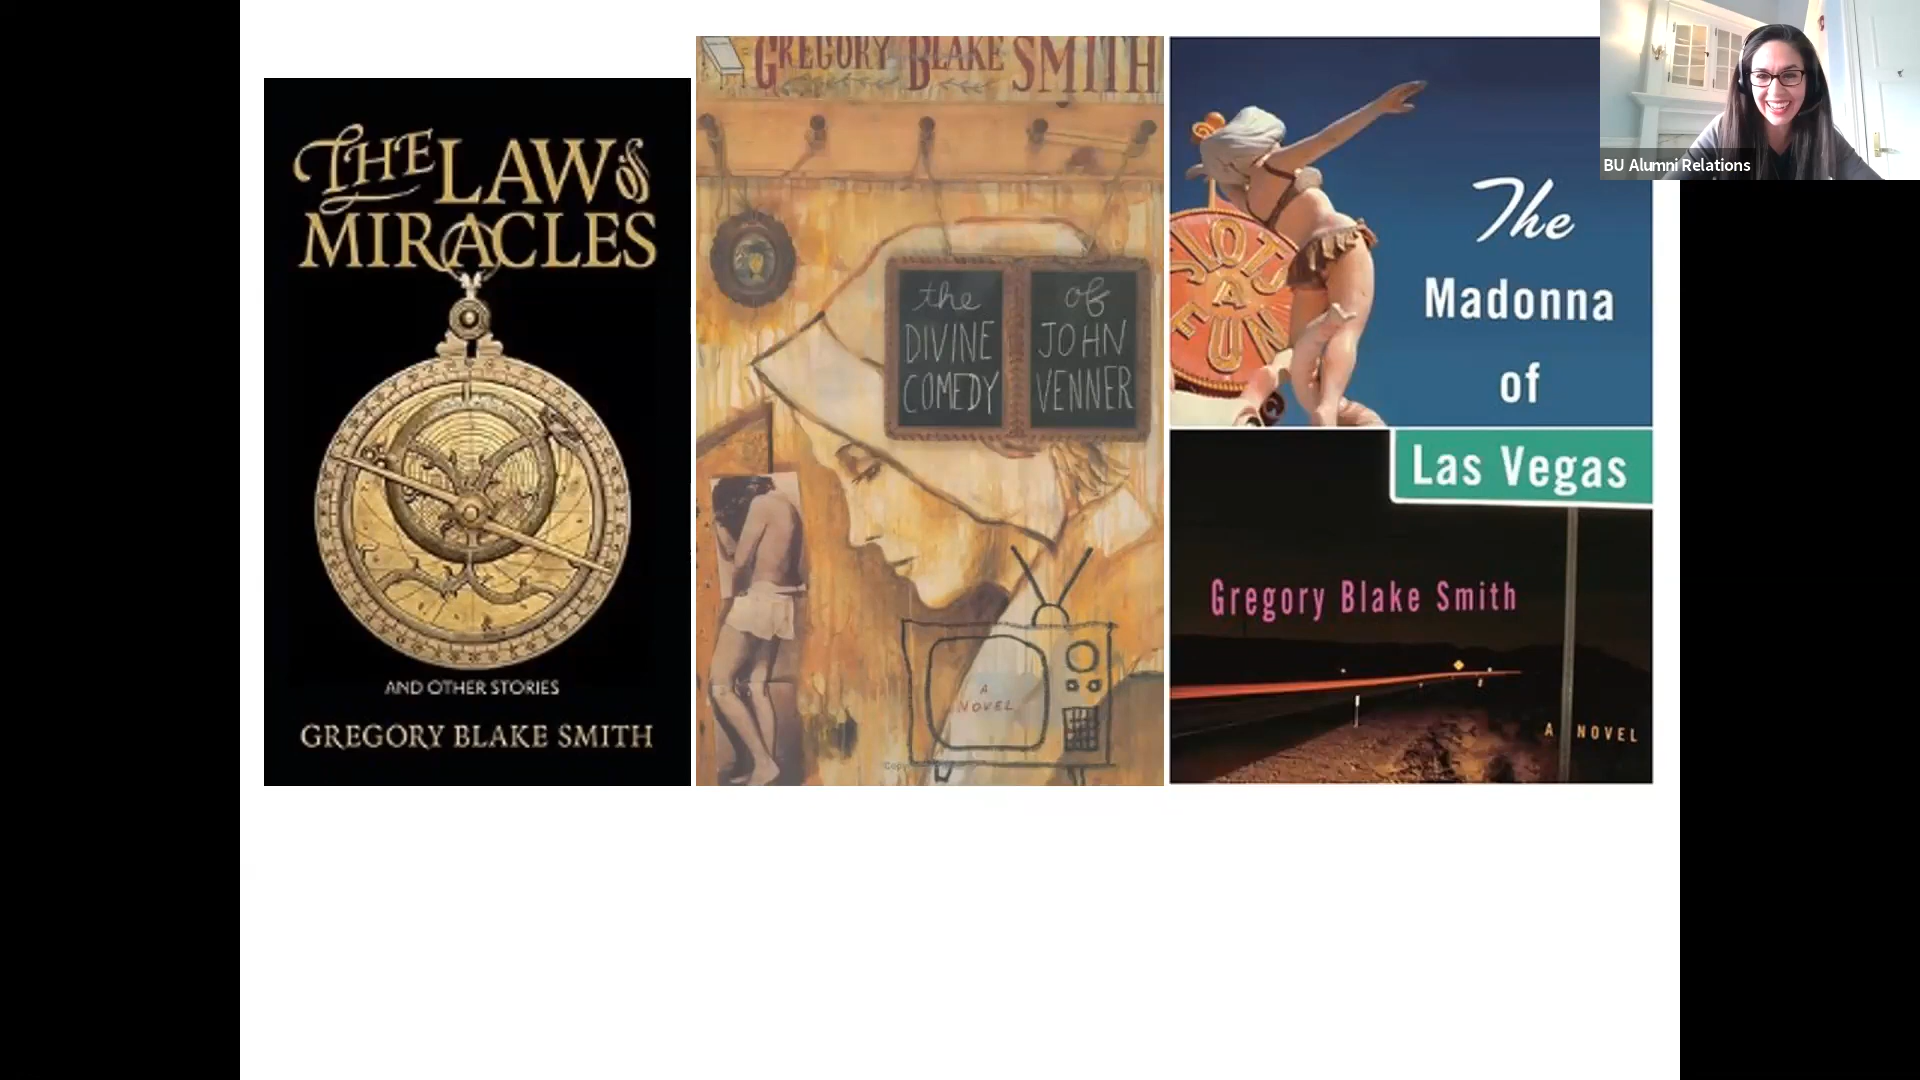 THE LAW of
MIRACLES
AND OTHER STORIES
GREGORY BLAKE SMITH
GREGORY BLAKE SMITH
the
DIVINE
COMEDY
of
JOHN
VENNER
A
NOVEL
SLOTS
A
FUN
The
Madonna
of
Las Vegas
Gregory Blake Smith
A NOVEL
BU Alumni Relations